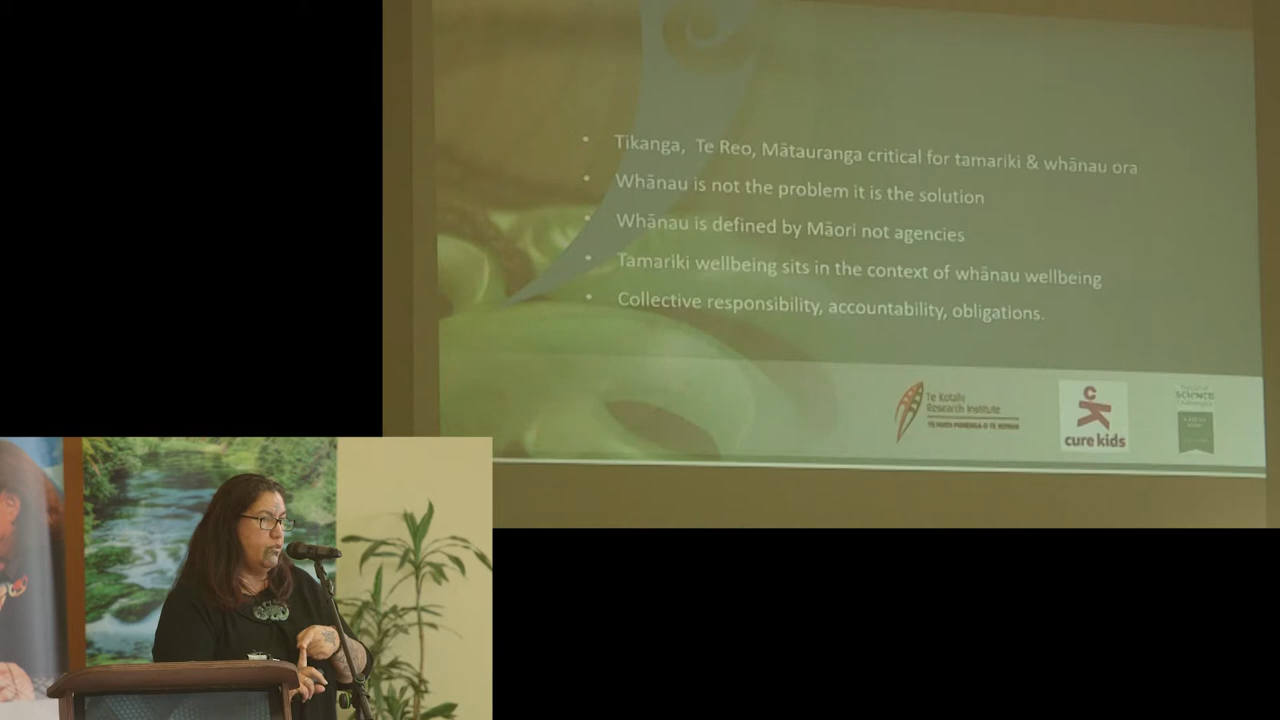 • Tikanga, Te Reo, Mātauranga critical for tamariki & whānau ora
• Whānau is not the problem it is the solution
• Whānau is defined by Māori not agencies
• Tamariki wellbeing sits in the context of whānau wellbeing
• Collective responsibility, accountability, obligations.
Te Kotahi
Research Institute
cure kids
SCIENCE